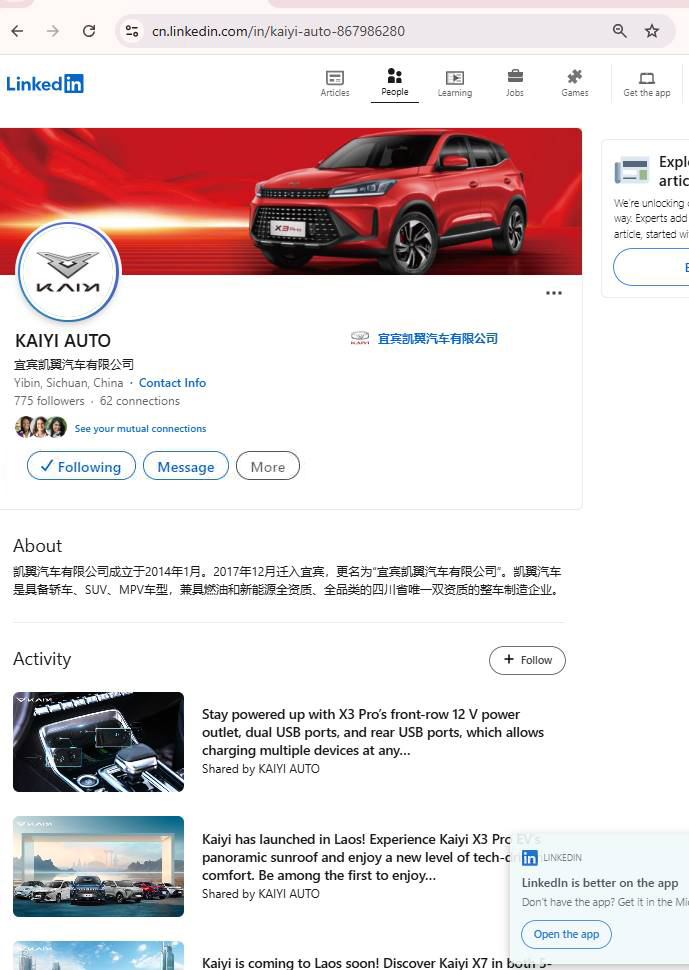 cn.linkedin.com/in/kaiyi-auto-867986280
LinkedIn
Articles
People
Learning
Jobs
Games
Get the app
X3 Pro
KAIYI
KAIYI AUTO
宜宾凯翼汽车有限公司
Yibin, Sichuan, China · Contact Info
775 followers · 62 connections
See your mutual connections
KAIYI
宜宾凯翼汽车有限公司
Following
Message
More
We're unlocking
way. Experts add
article, started wi
About
凯翼汽车有限公司成立于2014年1月。2017年12月迁入宜宾，更名为“宜宾凯翼汽车有限公司”。凯翼汽车
是具备轿车、SUV、MPV车型，兼具燃油和新能源全资质、全品类的四川省唯一双资质的整车制造企业。
Activity
+ Follow
KAIYI
Stay powered up with X3 Pro’s front-row 12 V power
outlet, dual USB ports, and rear USB ports, which allows
charging multiple devices at any…
Shared by KAIYI AUTO
KAIYI
Kaiyi has launched in Laos! Experience Kaiyi X3 Pro EV’s
panoramic sunroof and enjoy a new level of tech-
comfort. Be among the first to enjoy…
Shared by KAIYI AUTO
KAIYI
Kaiyi is coming to Laos soon! Discover Kaiyi X7 in both 5-
LINKEDIN
LinkedIn is better on the app
Don’t have the app? Get it in the Mi
Open the app